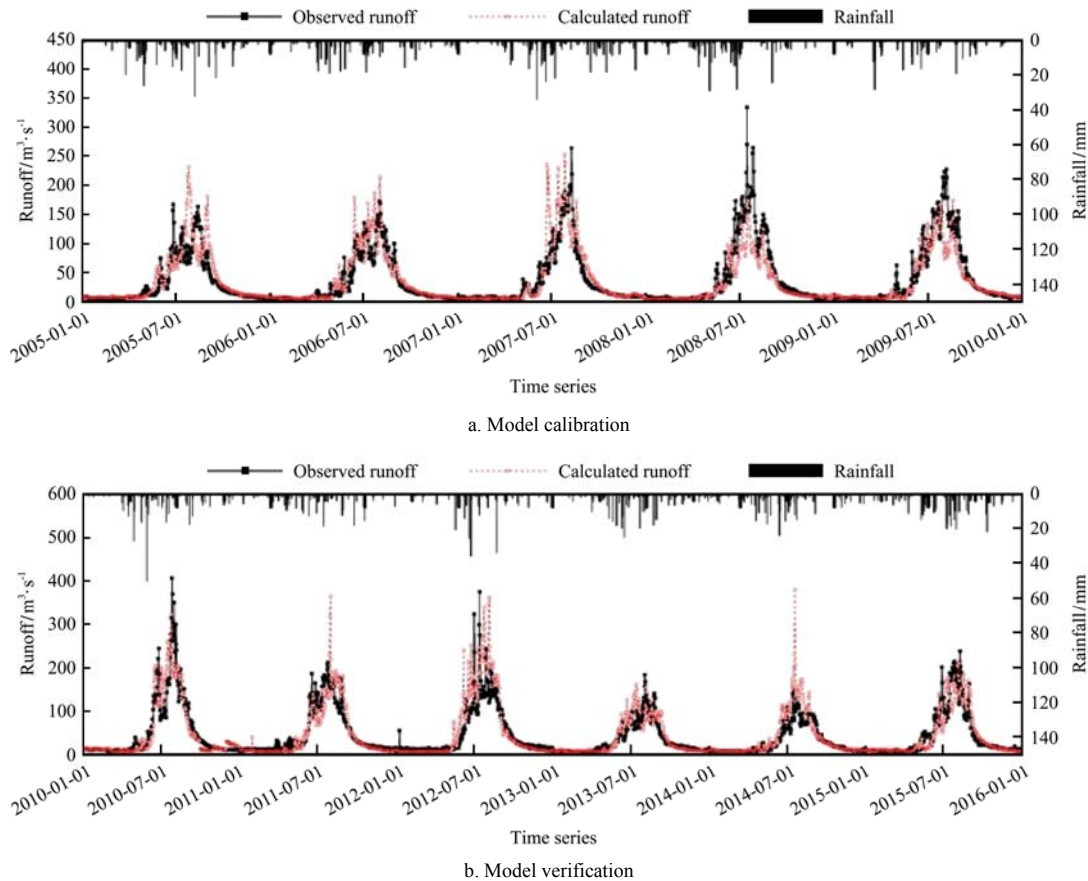 Observed runoff Calculated runoff Rainfall
450 400 350 300 250 200 150 100 50 0
Runoff/m³·s⁻¹
0 20 40 60 80 100 120 140
Rainfall/mm
2005-01-01 2005-07-01 2006-01-01 2006-07-01 2007-01-01 2007-07-01 2008-01-01 2008-07-01 2009-01-01 2009-07-01 2010-01-01
Time series
a. Model calibration
Observed runoff Calculated runoff Rainfall
600 500 400 300 200 100 0
Runoff/m³·s⁻¹
0 20 40 60 80 100 120 140
Rainfall/mm
2010-01-01 2010-07-01 2011-01-01 2011-07-01 2012-01-01 2012-07-01 2013-01-01 2013-07-01 2014-01-01 2014-07-01 2015-01-01 2015-07-01 2016-01-01
Time series
b. Model verification